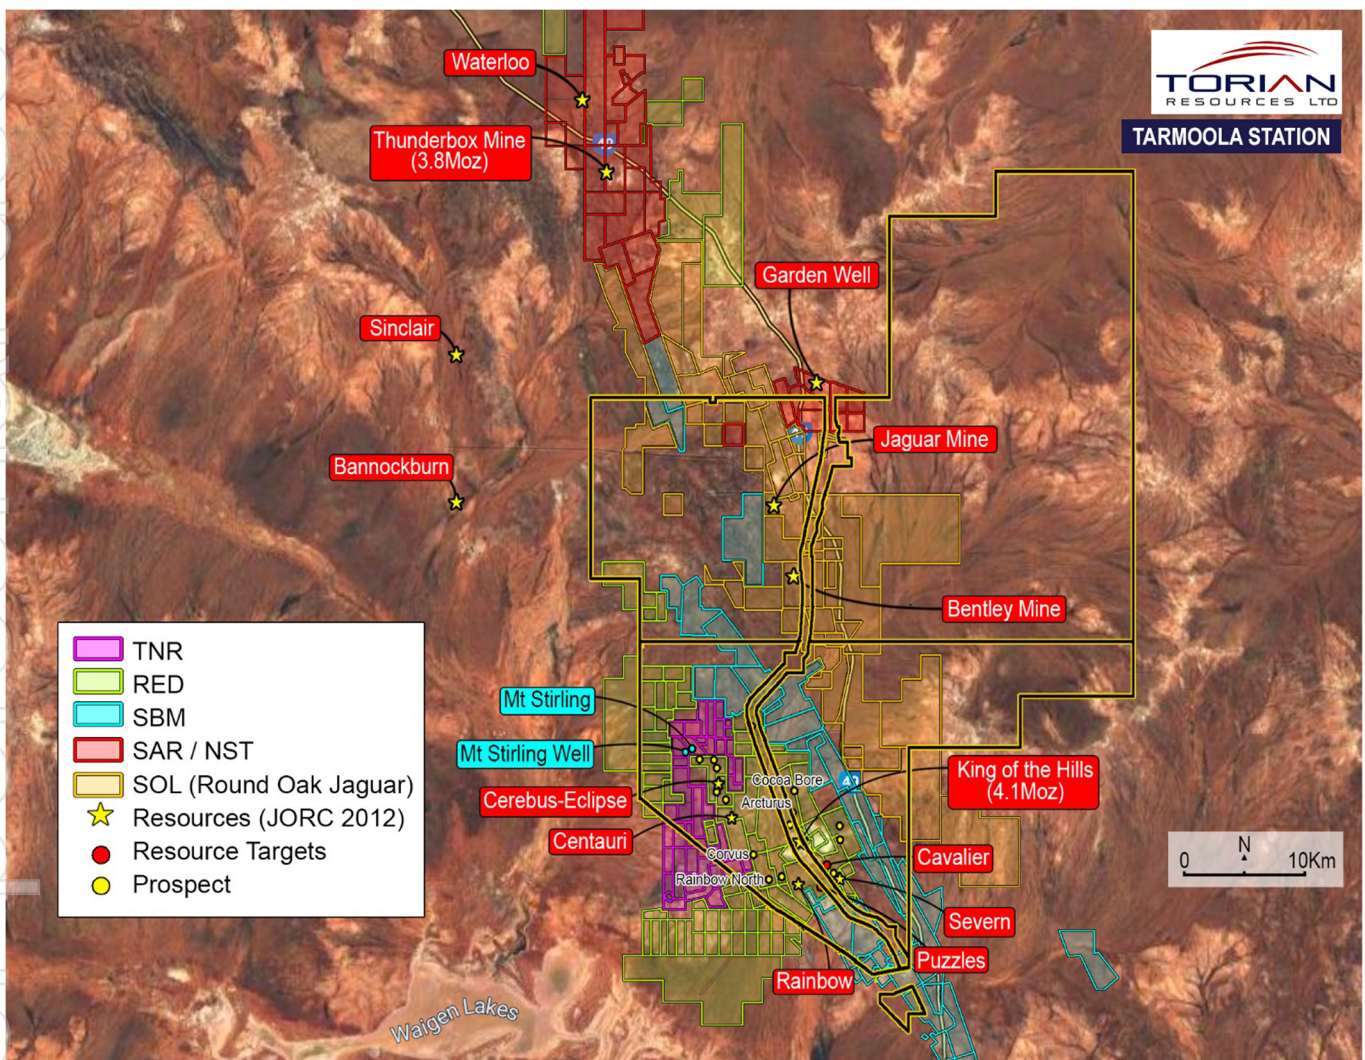 TORIAN
RESOURCES LTD
TARMOOLA STATION
Waterloo
Thunderbox Mine
(3.8Moz)
Garden Well
Sinclair
Jaguar Mine
Bannockburn
Bentley Mine
TNR
RED
SBM
SAR / NST
SOL (Round Oak Jaguar)
Resources (JORC 2012)
Resource Targets
Prospect
Mt Stirling
Mt Stirling Well
Cerebus-Eclipse
Centauri
Cocoa Bore
Arcturus
King of the Hills
(4.1Moz)
Corvus
Rainbow North
Cavalier
Severn
Puzzles
Rainbow
N
0 10Km
Waigen Lakes